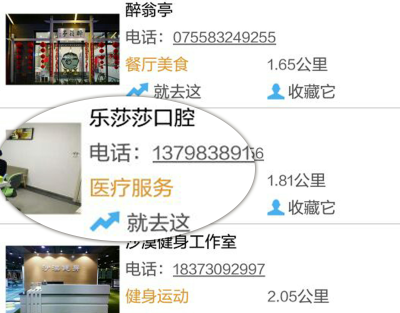 醉翁亭
电话：075583249255
餐厅美食 1.65公里
就去这 收藏它
乐莎莎口腔
电话：13798389156
医疗服务 1.81公里
就去这 收藏它
沙漠健身工作室
电话：18373092997
健身运动 2.05公里